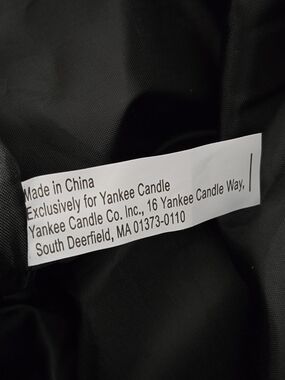 Made in China
Exclusively for Yankee Candle
Yankee Candle Co. Inc., 16 Yankee Candle Way,
South Deerfield, MA 01373-0110